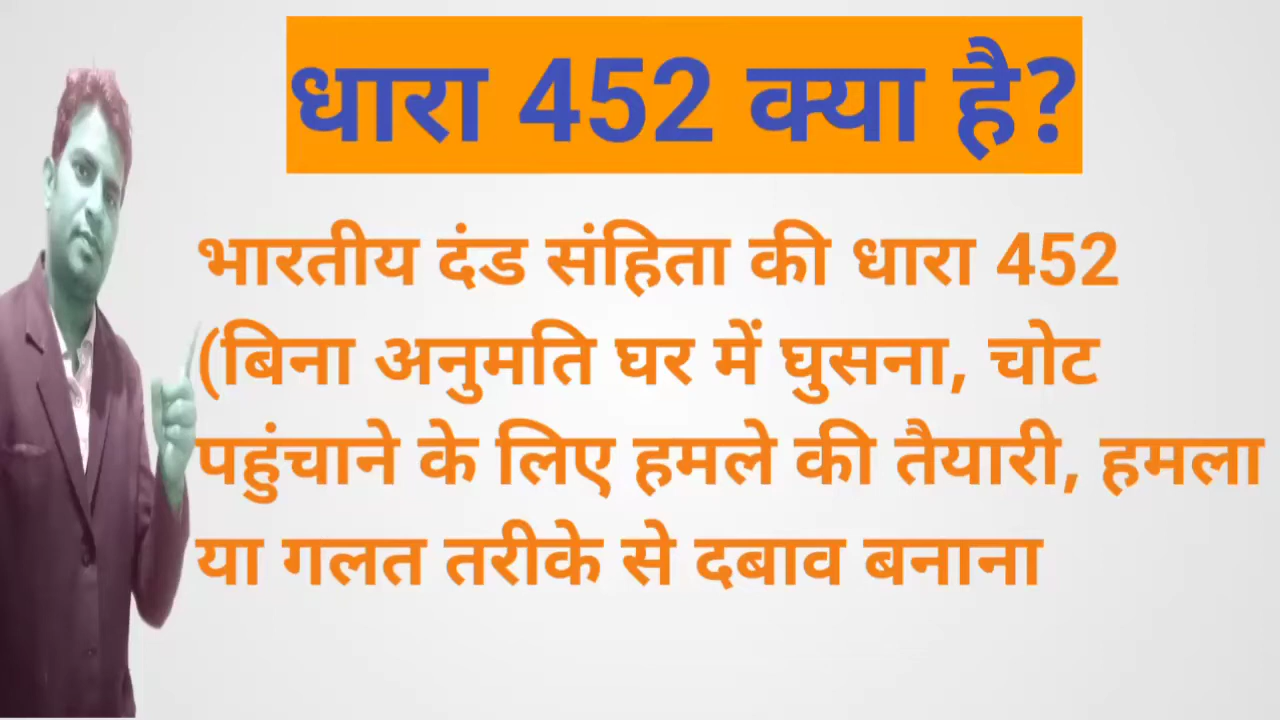 धारा 452 क्या है?
भारतीय दंड संहिता की धारा 452
(बिना अनुमति घर में घुसना, चोट
पहुंचाने के लिए हमले की तैयारी, हमला
या गलत तरीके से दबाव बनाना